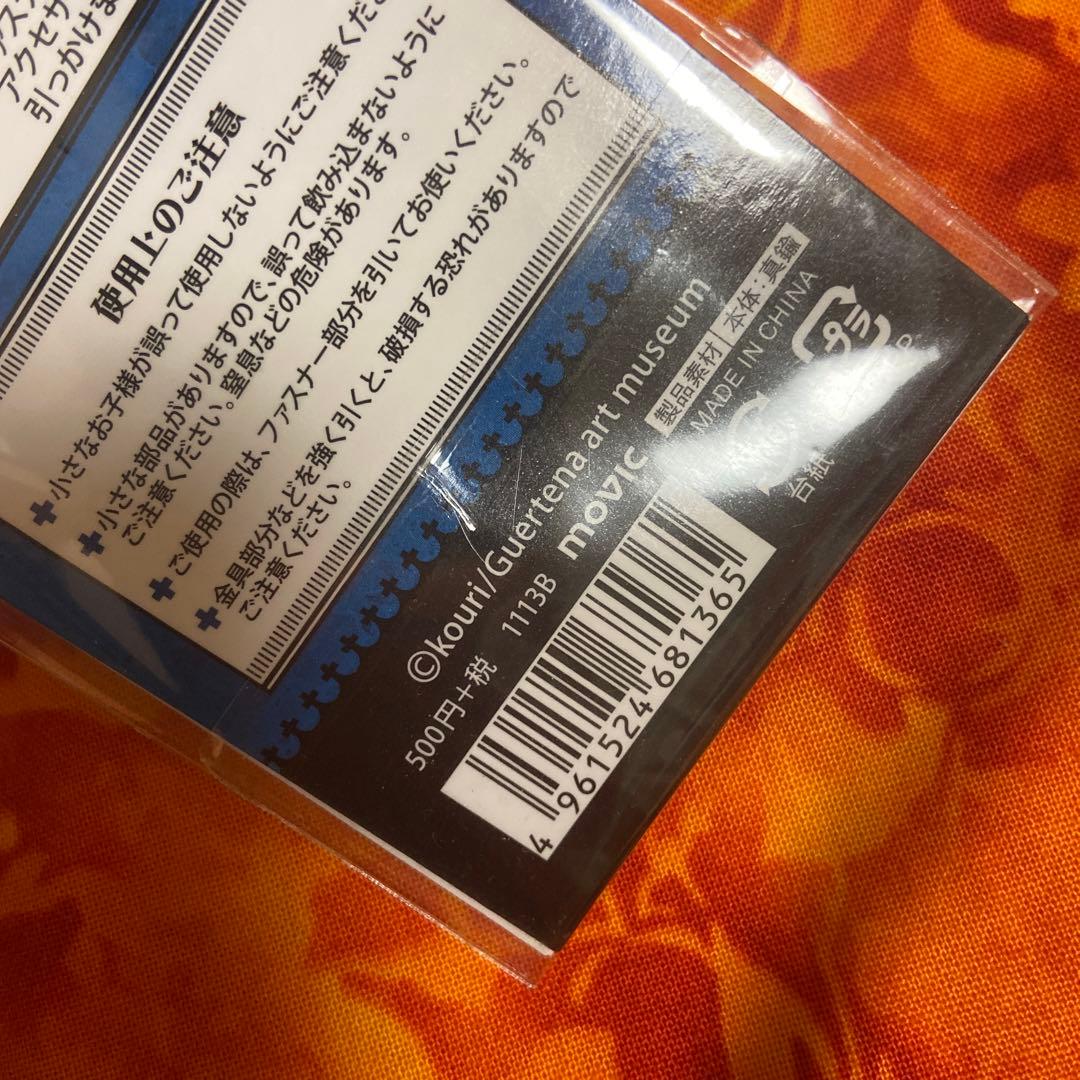 アクセサ
引っかけま
使用上のご注意
小さなお子様が誤って使用しないようにご注意くださ
小さな部品がありますので、誤って飲み込まないように
ご注意ください。窒息などの危険があります。
ご使用の際は、ファスナー部分を引いてお使いください。
金具部分などを強く引くと、破損する恐れがありますので
ご注意ください。
©kouri/Guertena art museum
500円+税 1113B movic
製品素材 本体:真鍮
MADE IN CHINA
プラ
台紙
4 961524 681365